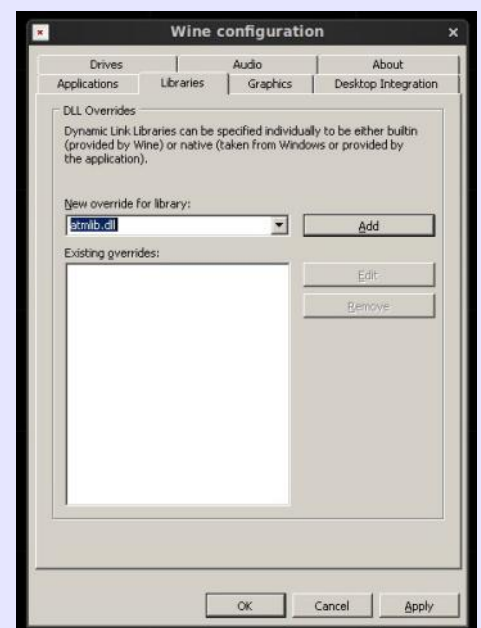 Wine configuration
Drives
Audio
About
Applications
Libraries
Graphics
Desktop Integration
DLL Overrides
Dynamic Link Libraries can be specified individually to be either builtin
(provided by Wine) or native (taken from Windows or provided by
the application).
New override for library:
atmlib.dll
Add
Existing overrides:
Edit
Remove
OK
Cancel
Apply